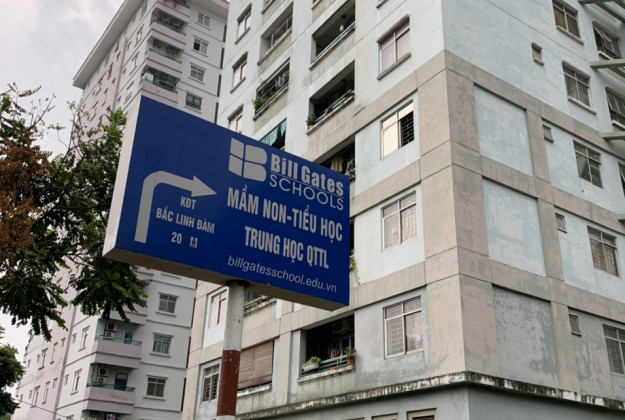 Bill Gates
SCHOOLS
KĐT
BẮC LINH ĐÀM
20 M
MẦM NON-TIỂU HỌC
TRUNG HỌC QTTL
billgatesschool.edu.vn